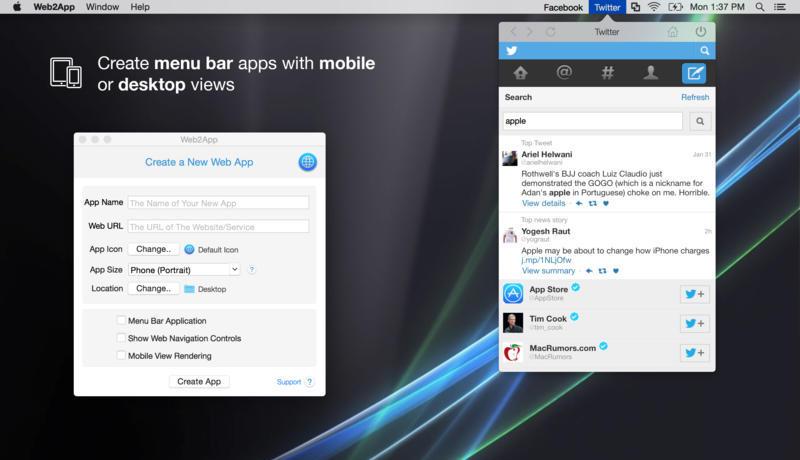 Web2App Window Help
Facebook Twitter Mon 1:37 PM
Create menu bar apps with mobile
or desktop views
Web2App
Create a New Web App
App Name The Name of Your New App
Web URL The URL of The Website/Service
App Icon Change.. Default Icon
App Size Phone (Portrait) ?
Location Change.. Desktop
Menu Bar Application
Show Web Navigation Controls
Mobile View Rendering
Create App Support ?
Twitter
@ #
Search Refresh
apple
Top Tweet
Ariel Helwani Jan 31
@arielhelwani
Rothwell's BJJ coach Luiz Claudio just
demonstrated the GOGO (which is a nickname for
Adan's apple in Portuguese) choke on me. Horrible.
View details ·
Top news story
Yogesh Raut 2h
@yograut
Apple may be about to change how iPhone charges
j.mp/1NLjOfw
View summary ·
App Store
@AppStore
+
Tim Cook
@tim_cook
+
MacRumors.com
@MacRumors
+